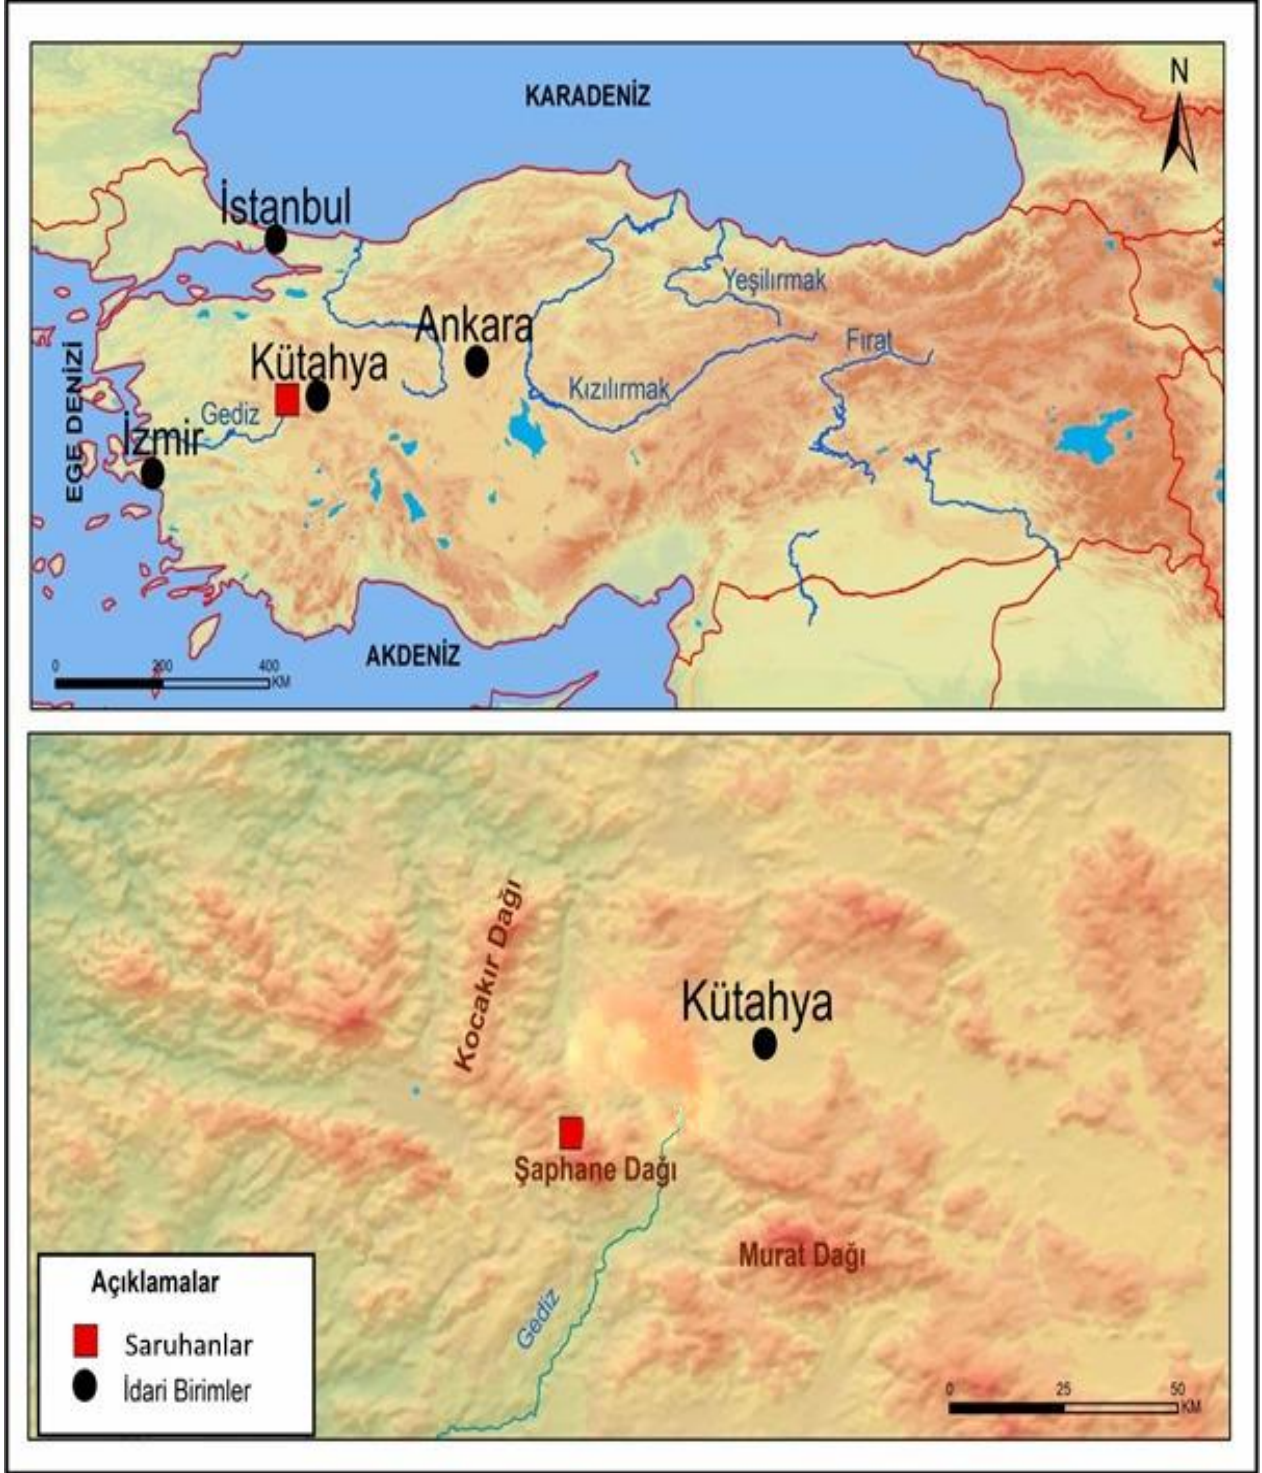 KARADENİZ
N
İstanbul
Yeşilırmak
Ankara
Fırat
Kütahya
Kızılırmak
Gediz
EGE DENİZİ
İzmir
AKDENİZ
0 200 400
KM
Kocakır Dağı
Kütahya
Şaphane Dağı
Murat Dağı
Gediz
Açıklamalar
Saruhanlar
İdari Birimler
0 25 50
KM